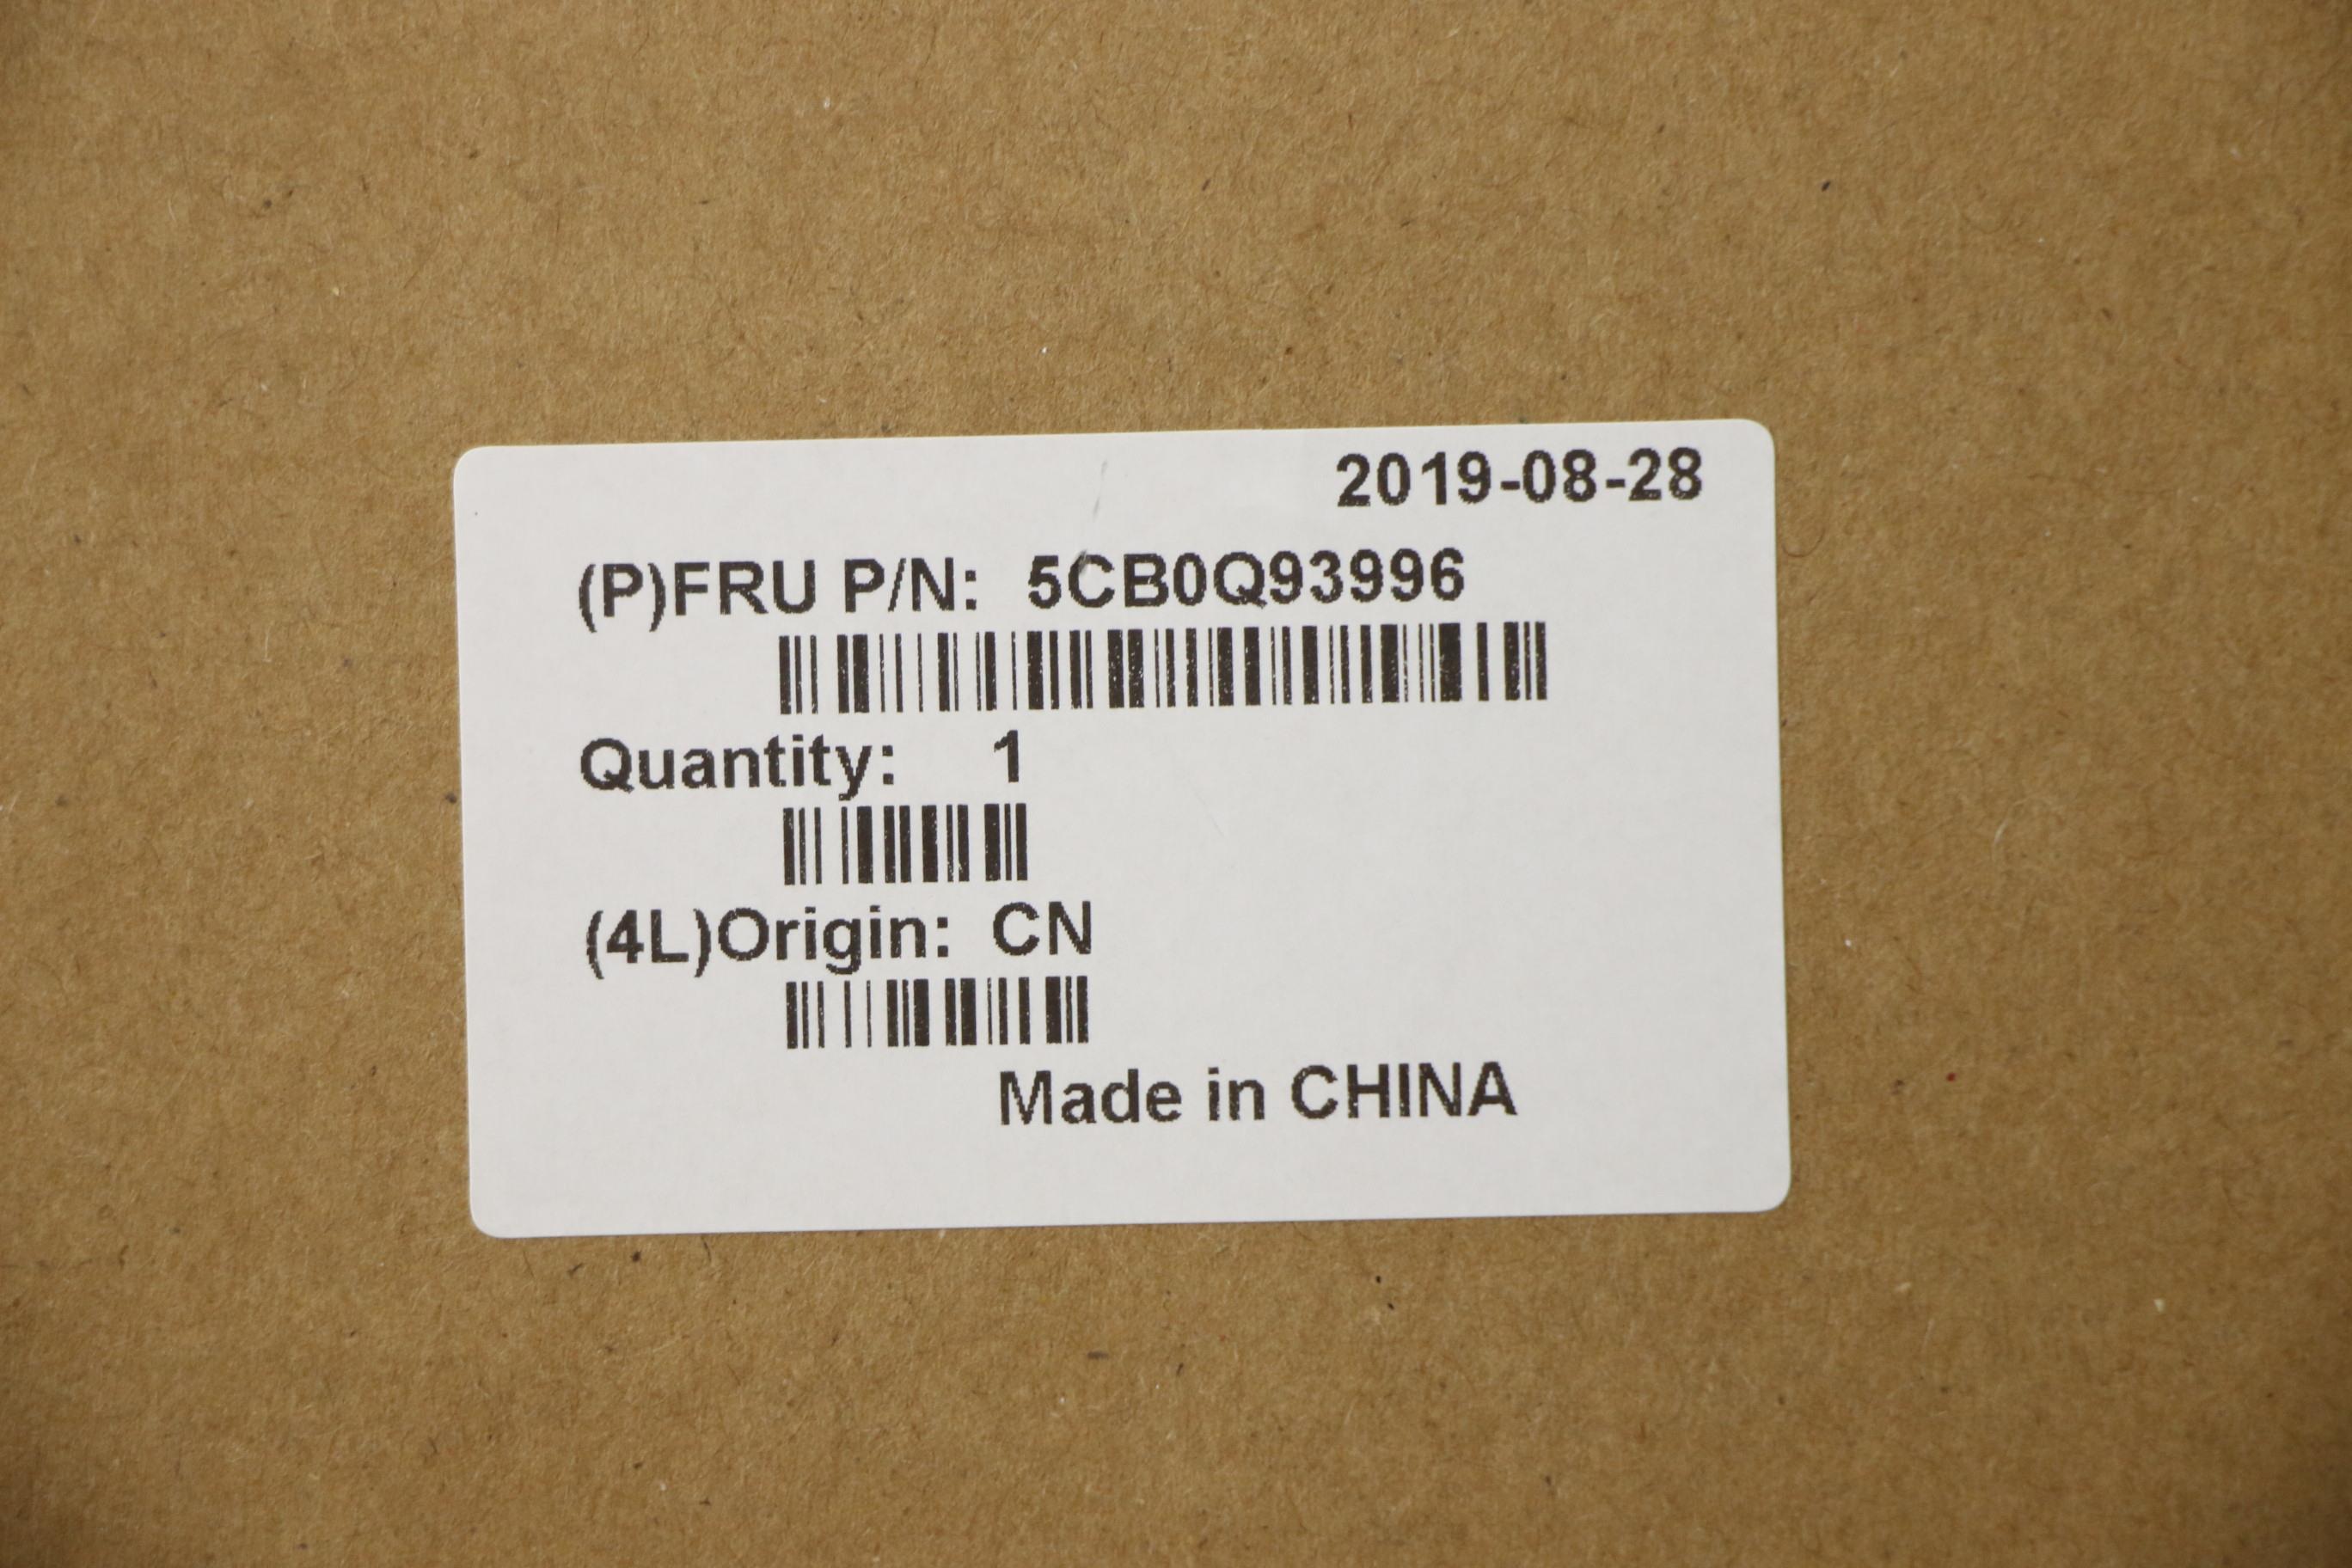 2019-08-28
(P)FRU P/N: 5CB0Q93996
Quantity: 1
(4L)Origin: CN
Made in CHINA